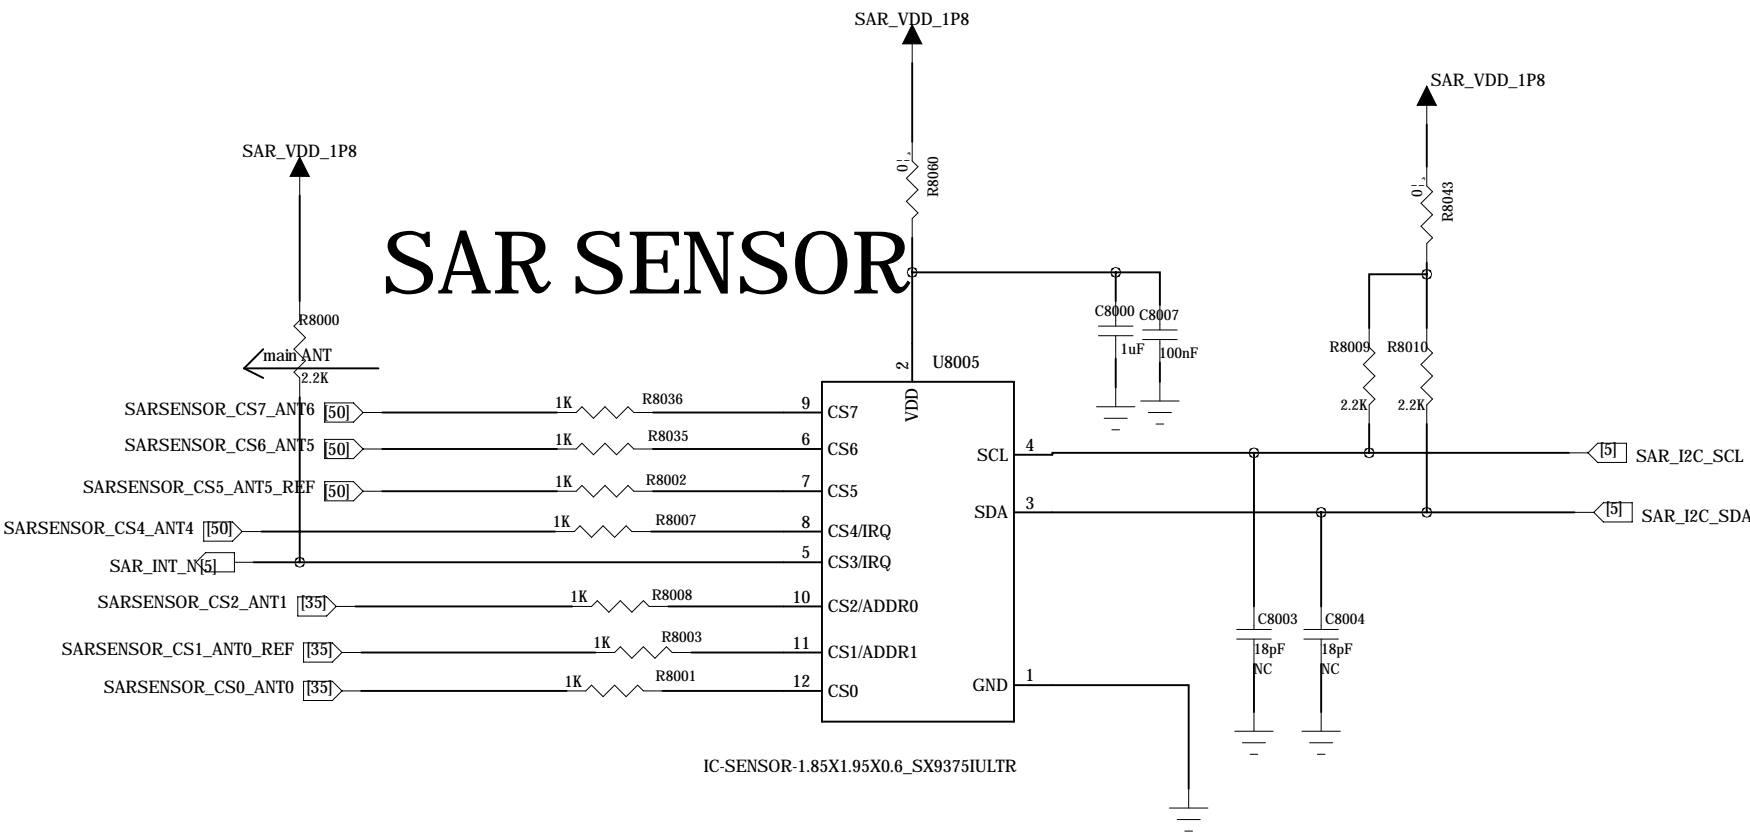 SAR_VDD_1P8
SAR_VDD_1P8
SAR_VDD_1P8
R8060
R8043
SAR SENSOR
R8000
main ANT
2.2K
C8000
C8007
1uF
100nF
U8005
2
VDD
R8009
R8010
2.2K
2.2K
SARSENSOR_CS7_ANT6 [50] 1K R8036 9 CS7
SARSENSOR_CS6_ANT5 [50] 1K R8035 6 CS6
SCL 4 [5] SAR_I2C_SCL
SARSENSOR_CS5_ANT5_REF [50] 1K R8002 7 CS5
SDA 3 [5] SAR_I2C_SDA
SARSENSOR_CS4_ANT4 [50] 1K R8007 8 CS4/IRQ
SAR_INT_N [5] 5 CS3/IRQ
SARSENSOR_CS2_ANT1 [35] 1K R8008 10 CS2/ADDR0
SARSENSOR_CS1_ANT0_REF [35] 1K R8003 11 CS1/ADDR1
SARSENSOR_CS0_ANT0 [35] 1K R8001 12 CS0
GND 1
C8003
18pF
NC
C8004
18pF
NC
IC-SENSOR-1.85X1.95X0.6_SX9375IULTR